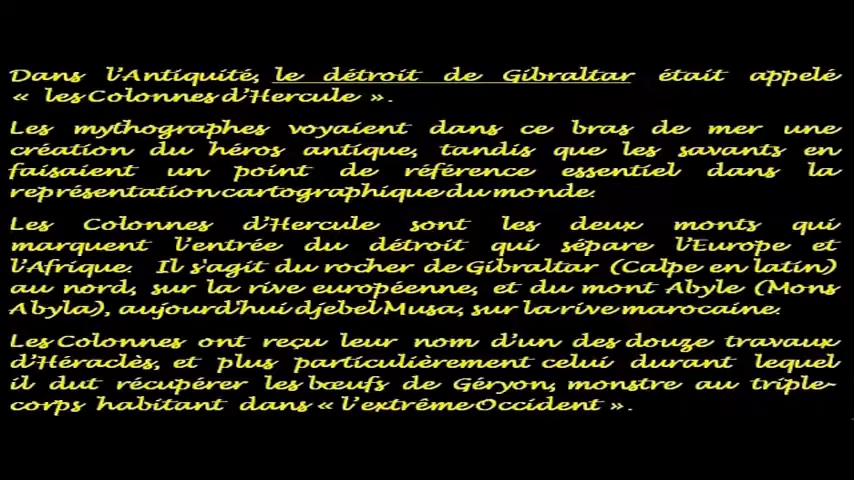 Dans l'Antiquité, le détroit de Gibraltar était appelé
« les Colonnes d'Hercule ».
Les mythographes voyaient dans ce bras de mer une
création du héros antique, tandis que les savants en
faisaient un point de référence essentiel dans la
représentation cartographique du monde.
Les Colonnes d'Hercule sont les deux monts qui
marquent l'entrée du détroit qui sépare l'Europe et
l'Afrique. Il s'agit du rocher de Gibraltar (Calpe en latin)
au nord, sur la rive européenne, et du mont Abyle (Mons
Abyla), aujourd'hui djebel Musa, sur la rive marocaine.
Les Colonnes ont reçu leur nom d'un des douze travaux
d'Héraclès, et plus particulièrement celui durant lequel
il dut récupérer les bœufs de Géryon, monstre au triple-
corps habitant dans « l'extrême Occident ».